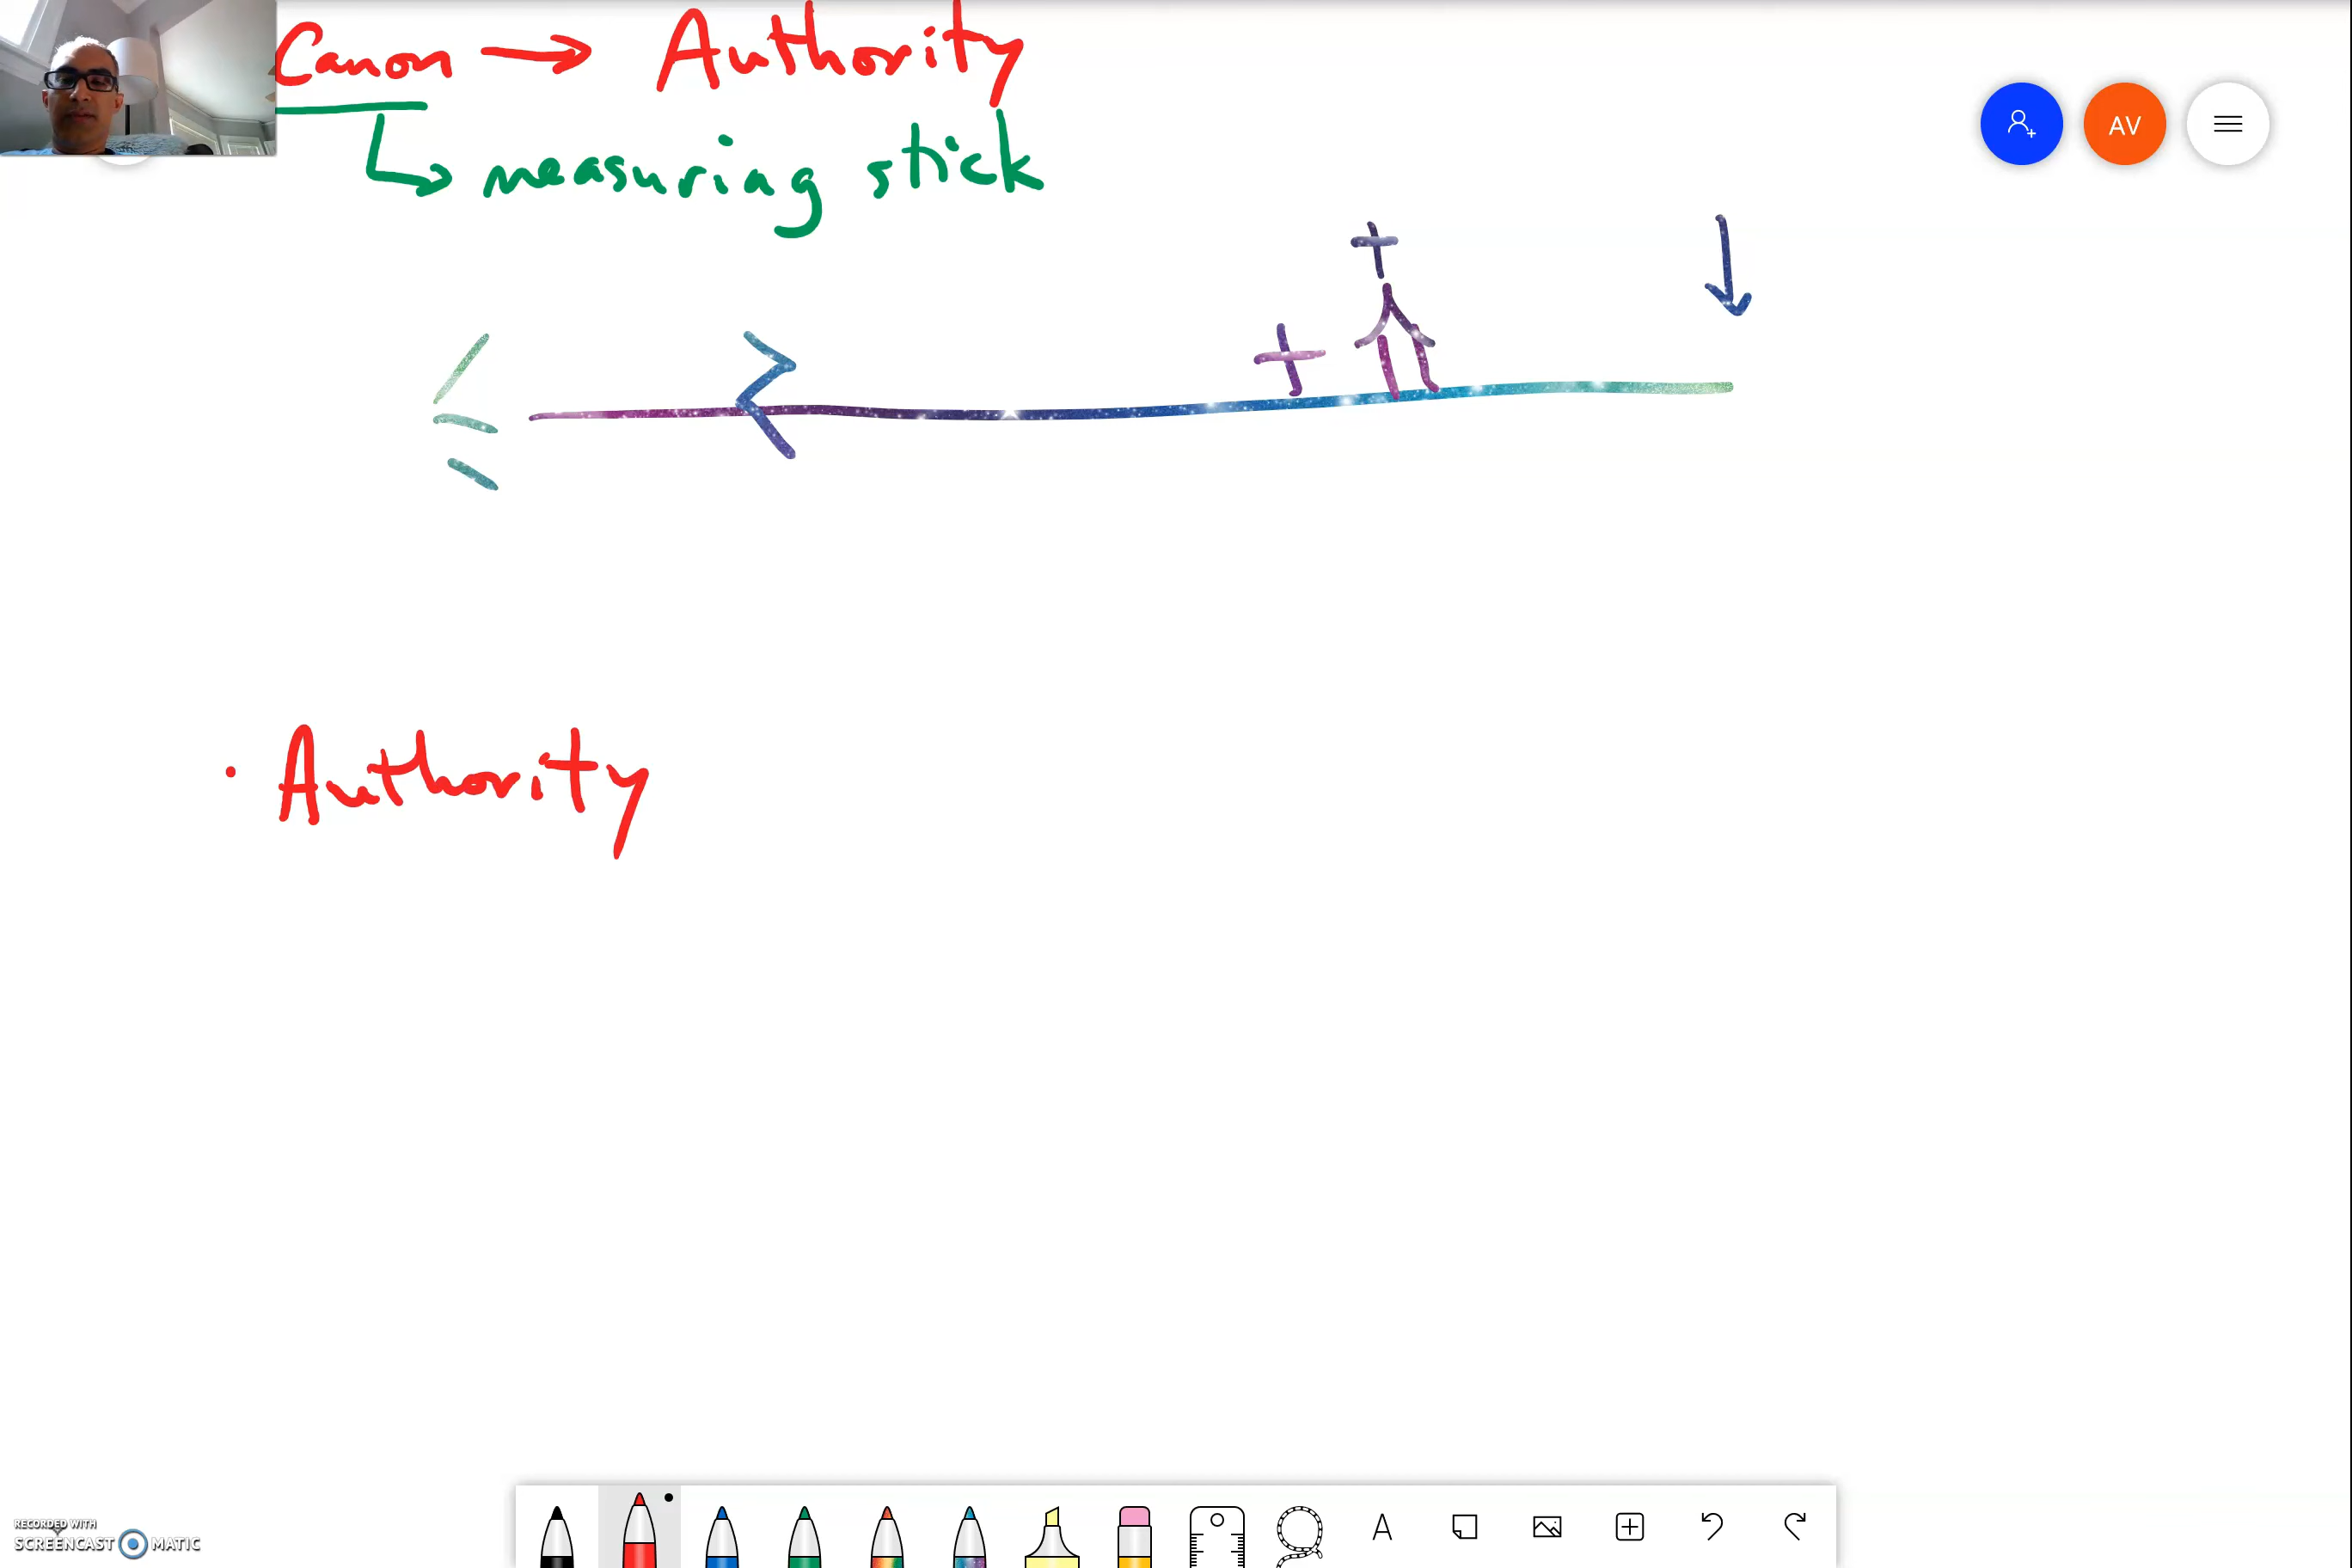 Canon → Authority
measuring stick
AV
· Authority
A
RECORDED WITH
SCREENCAST MATIC